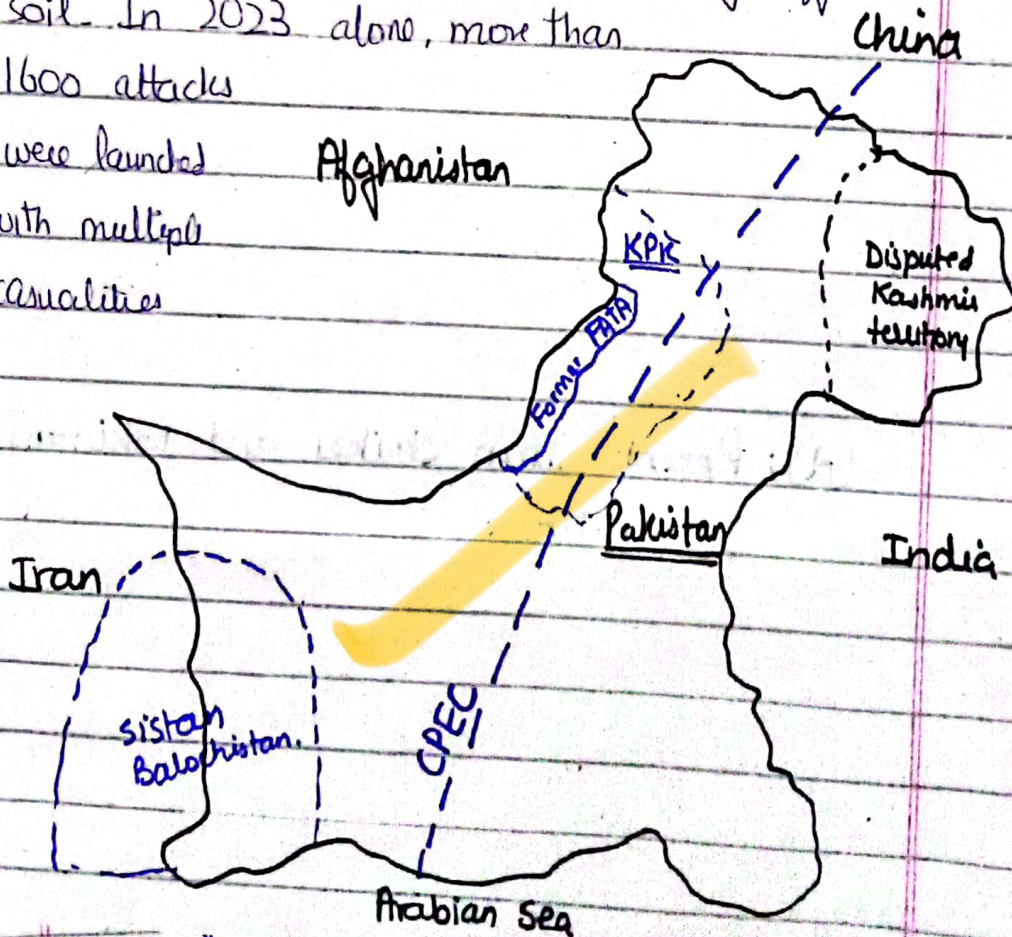 soil. In 2023 alone, more than
1600 attacks
were launched
with multiple
casualities
China
Afghanistan
KPK
Former FATA
Disputed
Kashmir
territory
Pakistan
India
Iran
Sistan
Balochistan.
CPEC
Arabian Sea